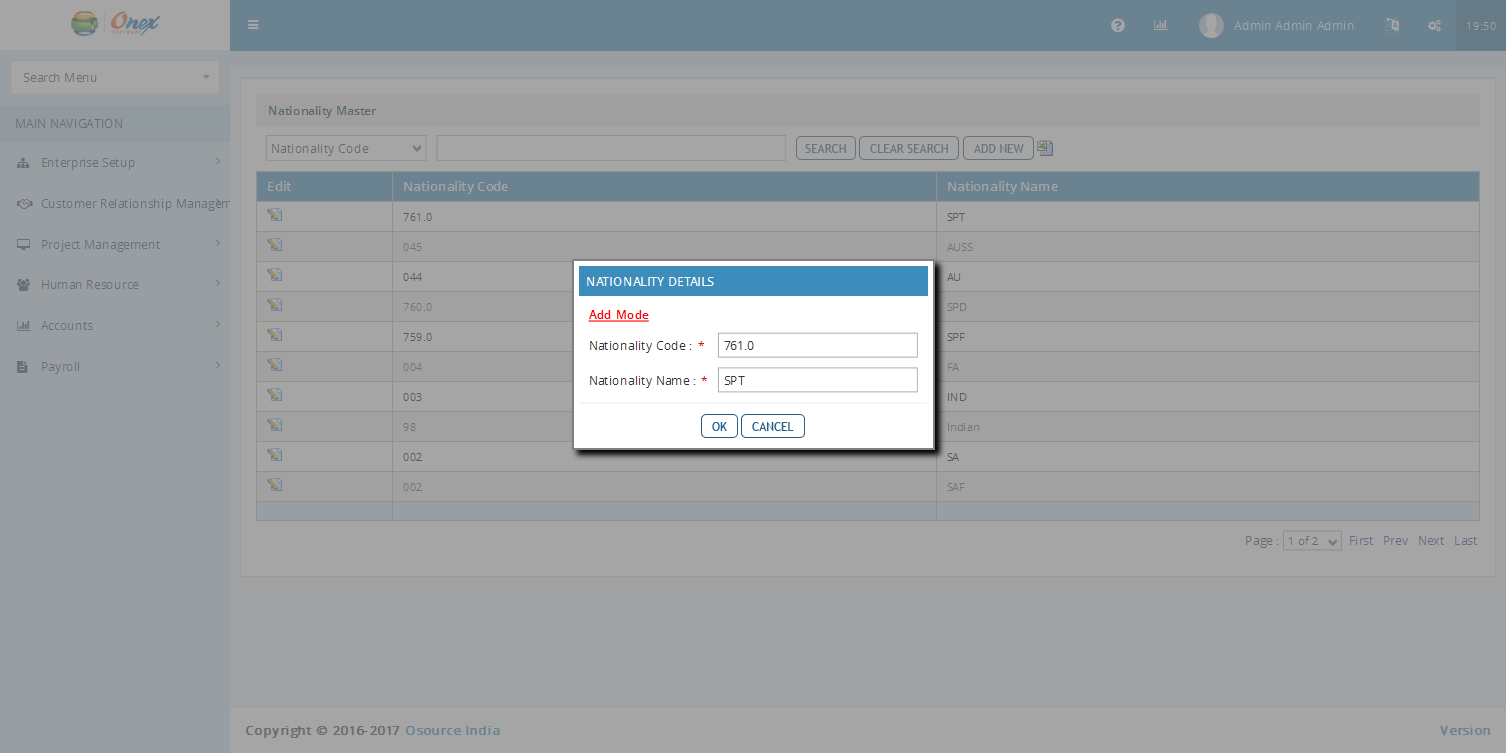 Onex
SOFTWARE
Admin Admin Admin
19:50
Search Menu
MAIN NAVIGATION
Enterprise Setup
Customer Relationship Managem
Project Management
Human Resource
Accounts
Payroll
Nationality Master
Nationality Code
SEARCH
CLEAR SEARCH
ADD NEW
Edit Nationality Code Nationality Name
761.0 SPT
045 AUSS
044 AU
760.0 SPD
759.0 SPF
004 FA
003 IND
98 Indian
002 SA
002 SAF
NATIONALITY DETAILS
Add Mode
Nationality Code : * 761.0
Nationality Name : * SPT
OK CANCEL
Page : 1 of 2 First Prev Next Last
Copyright © 2016-2017 Osource India
Version